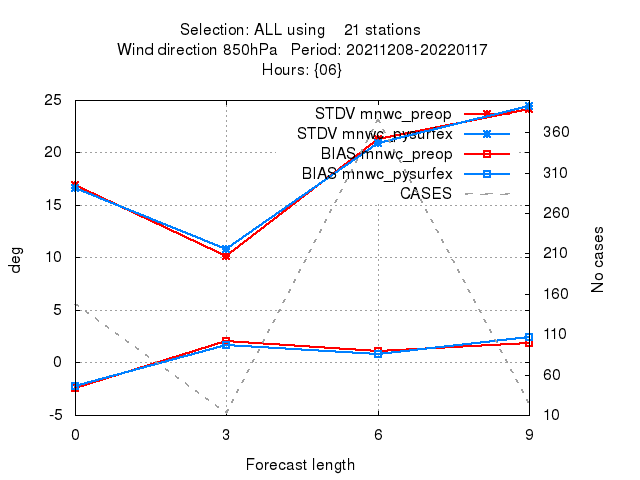 Selection: ALL using 21 stations
Wind direction 850hPa Period: 20211208-20220117
Hours: {06}
STDV mnwc_preop
STDV mnwc_pysurfex
BIAS mnwc_preop
BIAS mnwc_pysurfex
CASES
25
20
15
10
5
0
-5
deg
360
310
260
210
160
110
60
10
No cases
0 3 6 9
Forecast length